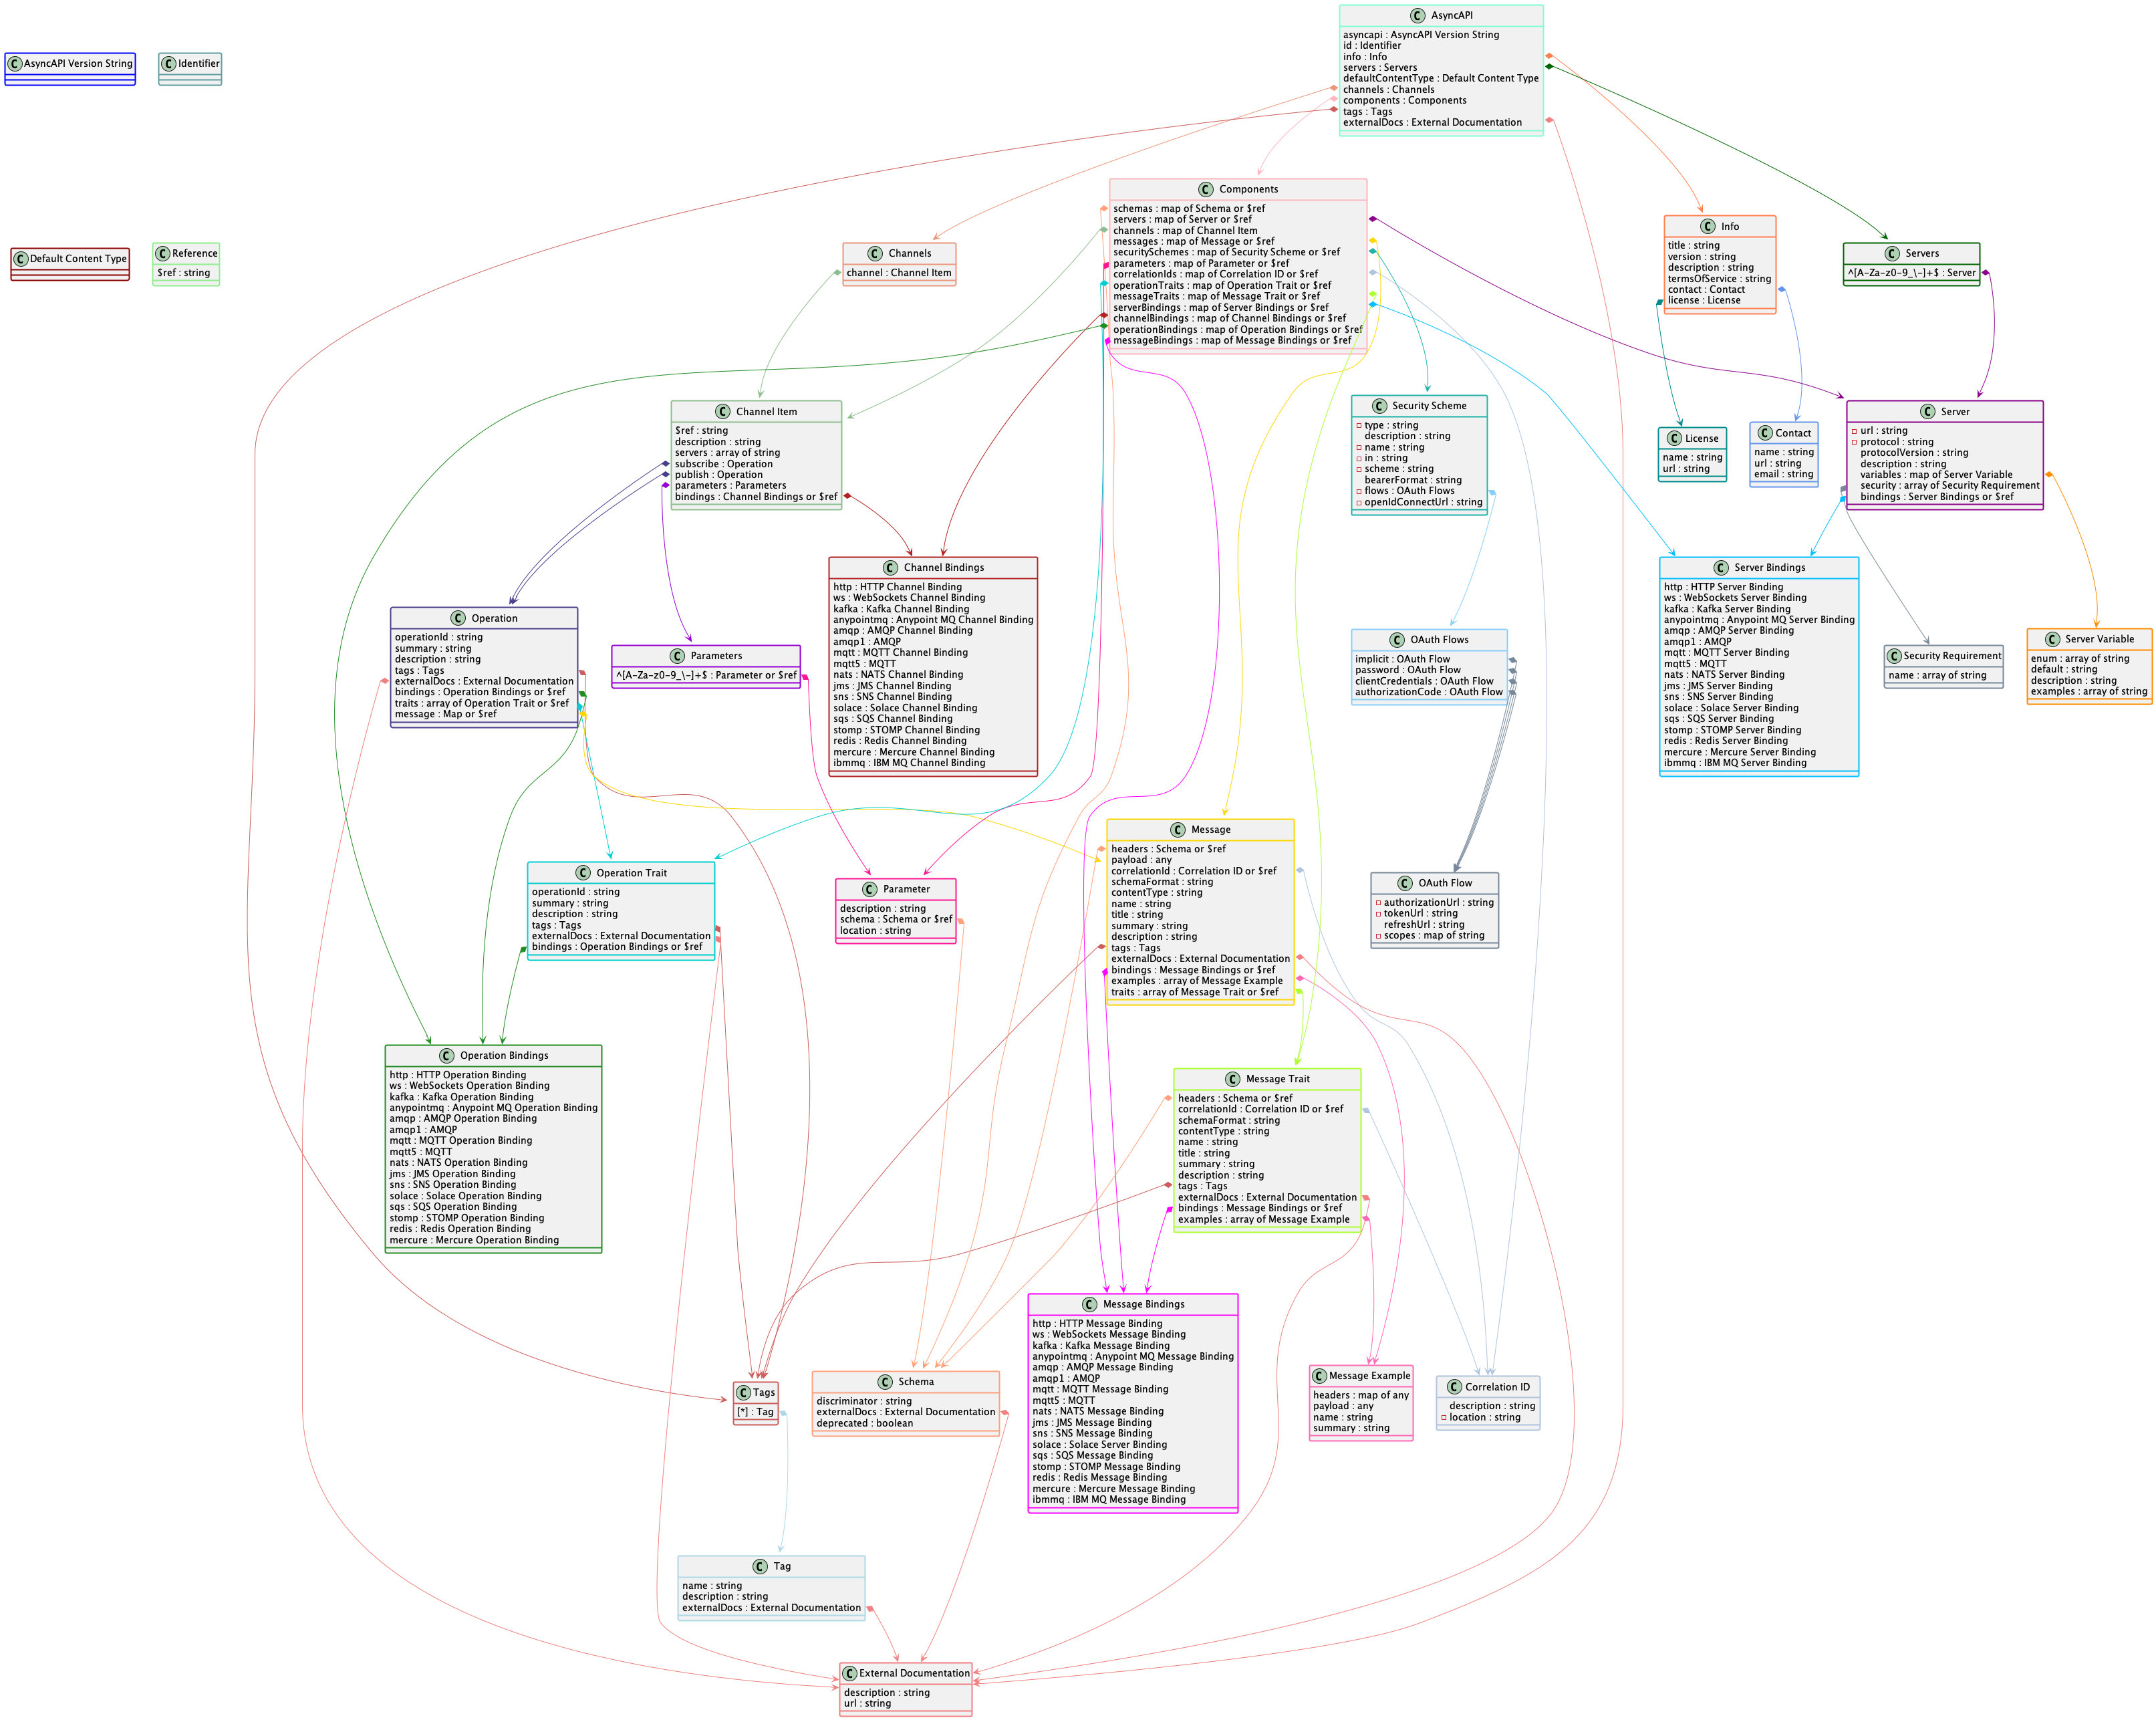 C AsyncAPI
asyncapi : AsyncAPI Version String
id : Identifier
info : Info
servers : Servers
defaultContentType : Default Content Type
channels : Channels
components : Components
tags : Tags
externalDocs : External Documentation
C AsyncAPI Version String
C Identifier
C Components
schemas : map of Schema or $ref
servers : map of Server or $ref
channels : map of Channel Item
messages : map of Message or $ref
securitySchemes : map of Security Scheme or $ref
parameters : map of Parameter or $ref
correlationIds : map of Correlation ID or $ref
operationTraits : map of Operation Trait or $ref
messageTraits : map of Message Trait or $ref
serverBindings : map of Server Bindings or $ref
channelBindings : map of Channel Bindings or $ref
operationBindings : map of Operation Bindings or $ref
messageBindings : map of Message Bindings or $ref
C Default Content Type
C Reference
$ref : string
C Channels
channel : Channel Item
C Info
title : string
version : string
description : string
termsOfService : string
contact : Contact
license : License
C Servers
^[A-Za-z0-9_\-]+$ : Server
C Channel Item
$ref : string
description : string
servers : array of string
subscribe : Operation
publish : Operation
parameters : Parameters
bindings : Channel Bindings or $ref
C Security Scheme
type : string
description : string
name : string
in : string
scheme : string
bearerFormat : string
flows : OAuth Flows
openIdConnectUrl : string
C License
name : string
url : string
C Contact
name : string
url : string
email : string
C Server
url : string
protocol : string
protocolVersion : string
description : string
variables : map of Server Variable
security : array of Security Requirement
bindings : Server Bindings or $ref
C Operation
operationId : string
summary : string
description : string
tags : Tags
externalDocs : External Documentation
bindings : Operation Bindings or $ref
traits : array of Operation Trait or $ref
message : Map or $ref
C Parameters
^[A-Za-z0-9_\-]+$ : Parameter or $ref
C Channel Bindings
http : HTTP Channel Binding
ws : WebSockets Channel Binding
kafka : Kafka Channel Binding
anypointmq : Anypoint MQ Channel Binding
amqp : AMQP Channel Binding
amqp1 : AMQP
mqtt : MQTT Channel Binding
mqtt5 : MQTT
nats : NATS Channel Binding
jms : JMS Channel Binding
sns : SNS Channel Binding
solace : Solace Channel Binding
sqs : SQS Channel Binding
stomp : STOMP Channel Binding
redis : Redis Channel Binding
mercure : Mercure Channel Binding
ibmmq : IBM MQ Channel Binding
C OAuth Flows
implicit : OAuth Flow
password : OAuth Flow
clientCredentials : OAuth Flow
authorizationCode : OAuth Flow
C Server Bindings
http : HTTP Server Binding
ws : WebSockets Server Binding
kafka : Kafka Server Binding
anypointmq : Anypoint MQ Server Binding
amqp : AMQP Server Binding
amqp1 : AMQP
mqtt : MQTT Server Binding
mqtt5 : MQTT
nats : NATS Server Binding
jms : JMS Server Binding
sns : SNS Server Binding
solace : Solace Server Binding
sqs : SQS Server Binding
stomp : STOMP Server Binding
redis : Redis Server Binding
mercure : Mercure Server Binding
ibmmq : IBM MQ Server Binding
C Security Requirement
name : array of string
C Server Variable
enum : array of string
default : string
description : string
examples : array of string
C Operation Trait
operationId : string
summary : string
description : string
tags : Tags
externalDocs : External Documentation
bindings : Operation Bindings or $ref
C Parameter
description : string
schema : Schema or $ref
location : string
C Message
headers : Schema or $ref
payload : any
correlationId : Correlation ID or $ref
schemaFormat : string
contentType : string
name : string
title : string
summary : string
description : string
tags : Tags
externalDocs : External Documentation
bindings : Message Bindings or $ref
examples : array of Message Example
traits : array of Message Trait or $ref
C OAuth Flow
authorizationUrl : string
tokenUrl : string
refreshUrl : string
scopes : map of string
C Operation Bindings
http : HTTP Operation Binding
ws : WebSockets Operation Binding
kafka : Kafka Operation Binding
anypointmq : Anypoint MQ Operation Binding
amqp : AMQP Operation Binding
amqp1 : AMQP
mqtt : MQTT Operation Binding
mqtt5 : MQTT
nats : NATS Operation Binding
jms : JMS Operation Binding
sns : SNS Operation Binding
solace : Solace Operation Binding
sqs : SQS Operation Binding
stomp : STOMP Operation Binding
redis : Redis Operation Binding
mercure : Mercure Operation Binding
C Message Trait
headers : Schema or $ref
correlationId : Correlation ID or $ref
schemaFormat : string
contentType : string
name : string
title : string
summary : string
description : string
tags : Tags
externalDocs : External Documentation
bindings : Message Bindings or $ref
examples : array of Message Example
C Message Bindings
http : HTTP Message Binding
ws : WebSockets Message Binding
kafka : Kafka Message Binding
anypointmq : Anypoint MQ Message Binding
amqp : AMQP Message Binding
amqp1 : AMQP
mqtt : MQTT Message Binding
mqtt5 : MQTT
nats : NATS Message Binding
jms : JMS Message Binding
sns : SNS Message Binding
solace : Solace Server Binding
sqs : SQS Message Binding
stomp : STOMP Message Binding
redis : Redis Message Binding
mercure : Mercure Message Binding
ibmmq : IBM MQ Message Binding
C Tags
[*] : Tag
C Schema
discriminator : string
externalDocs : External Documentation
deprecated : boolean
C Message Example
headers : map of any
payload : any
name : string
summary : string
C Correlation ID
description : string
location : string
C Tag
name : string
description : string
externalDocs : External Documentation
C External Documentation
description : string
url : string